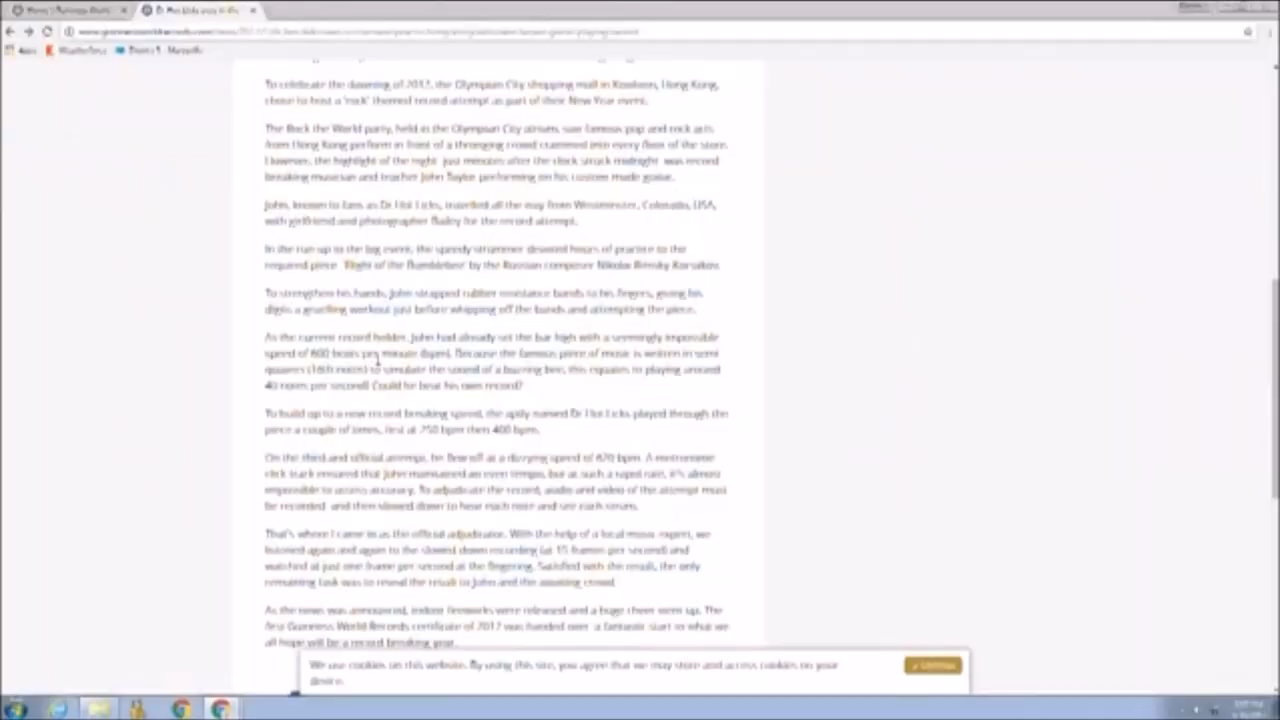 To celebrate the dawning of 2017, the Olympian City shopping mall in Kowloon, Hong Kong,
chose to host a 'rock' themed record attempt as part of their New Year event.
The Rock the World party, held in the Olympian City atrium, saw famous pop and rock acts
from Hong Kong perform in front of a thronging crowd crammed into every floor of the store.
However, the highlight of the night just minutes after the clock struck midnight was record
breaking musician and teacher John Taylor performing on his custom made guitar.
John, known to fans as Dr Hot Licks, travelled all the way from Westminster, Colorado, USA,
with girlfriend and photographer Bailey for the record attempt.
In the run up to the big event, the speedy strummer devoted hours of practice to the
required piece 'Flight of the Bumblebee' by the Russian composer Nikolai Rimsky Korsakov.
To strengthen his hands, John strapped rubber resistance bands to his fingers, giving his
digits a gruelling workout just before whipping off the bands and attempting the piece.
As the current record holder, John had already set the bar high with a seemingly impossible
speed of 600 beats per minute (bpm). Because the famous piece of music is written in semi
quavers (16th notes) to simulate the sound of a buzzing bee, this equates to playing around
40 notes per second! Could he beat his own record?
To build up to a new record breaking speed, the aptly named Dr Hot Licks played through the
piece a couple of times, first at 250 bpm then 400 bpm.
On the third and official attempt, he flew off at a dizzying speed of 670 bpm. A metronome
click track ensured that John maintained an even tempo, but at such a rapid rate, it's almost
impossible to assess accuracy. To adjudicate the record, audio and video of the attempt must
be recorded and then slowed down to hear each note and see each strum.
That's where I came in as the official adjudicator. With the help of a local music expert, we
listened again and again to the slowed down recording (at 15 frames per second) and
watched at just one frame per second at the fingering. Satisfied with the result, the only
remaining task was to reveal the result to John and the awaiting crowd.
As the news was announced, indoor fireworks were released and a huge cheer went up. The
first Guinness World Records certificate of 2017 was handed over a fantastic start to what we
all hope will be a record breaking year.
We use cookies on this website. By using this site, you agree that we may store and access cookies on your
device.